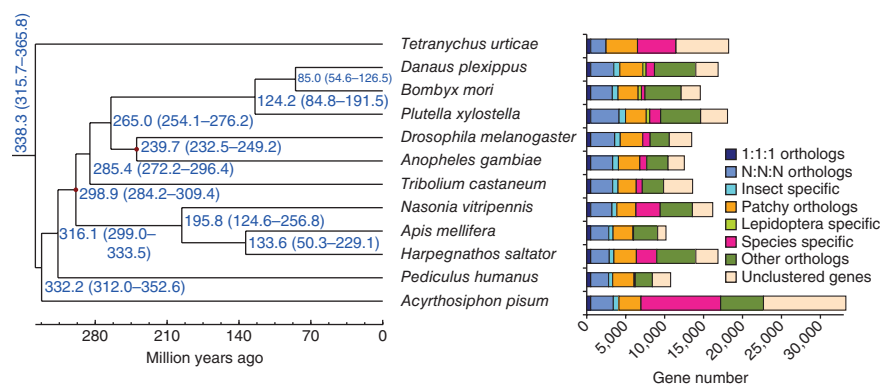 338.3 (315.7–365.8)
Tetranychus urticae
Danaus plexippus
85.0 (54.6–126.5)
Bombyx mori
124.2 (84.8–191.5)
Plutella xylostella
265.0 (254.1–276.2)
Drosophila melanogaster
239.7 (232.5–249.2)
Anopheles gambiae
285.4 (272.2–296.4)
Tribolium castaneum
298.9 (284.2–309.4)
Nasonia vitripennis
195.8 (124.6–256.8)
Apis mellifera
316.1 (299.0–
333.5)
133.6 (50.3–229.1)
Harpegnathos saltator
Pediculus humanus
332.2 (312.0–352.6)
Acyrthosiphon pisum
280 210 140 70 0
Million years ago
1:1:1 orthologs
N:N:N orthologs
Insect specific
Patchy orthologs
Lepidoptera specific
Species specific
Other orthologs
Unclustered genes
0 5,000 10,000 15,000 20,000 25,000 30,000
Gene number